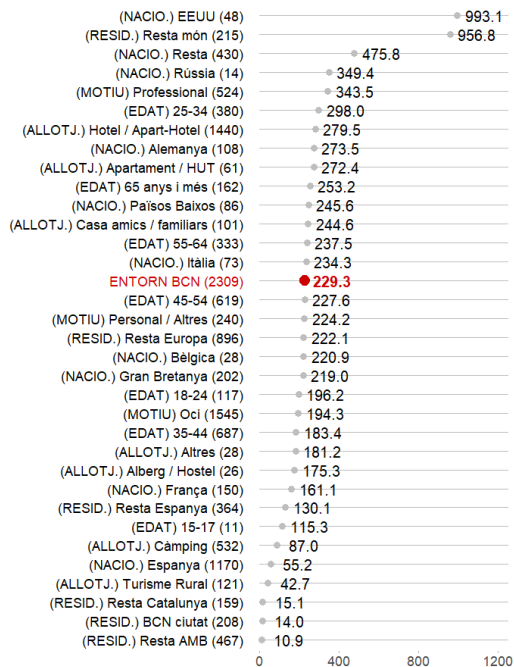 (NACIO.) EEUU (48) 993.1
(RESID.) Resta món (215) 956.8
(NACIO.) Resta (430) 475.8
(NACIO.) Rússia (14) 349.4
(MOTIU) Professional (524) 343.5
(EDAT) 25-34 (380) 298.0
(ALLOTJ.) Hotel / Apart-Hotel (1440) 279.5
(NACIO.) Alemanya (108) 273.5
(ALLOTJ.) Apartament / HUT (61) 272.4
(EDAT) 65 anys i més (162) 253.2
(NACIO.) Països Baixos (86) 245.6
(ALLOTJ.) Casa amics / familiars (101) 244.6
(EDAT) 55-64 (333) 237.5
(NACIO.) Itàlia (73) 234.3
ENTORN BCN (2309) 229.3
(EDAT) 45-54 (619) 227.6
(MOTIU) Personal / Altres (240) 224.2
(RESID.) Resta Europa (896) 222.1
(NACIO.) Bèlgica (28) 220.9
(NACIO.) Gran Bretanya (202) 219.0
(EDAT) 18-24 (117) 196.2
(MOTIU) Oci (1545) 194.3
(EDAT) 35-44 (687) 183.4
(ALLOTJ.) Altres (28) 181.2
(ALLOTJ.) Alberg / Hostel (26) 175.3
(NACIO.) França (150) 161.1
(RESID.) Resta Espanya (364) 130.1
(EDAT) 15-17 (11) 115.3
(ALLOTJ.) Càmping (532) 87.0
(NACIO.) Espanya (1170) 55.2
(ALLOTJ.) Turisme Rural (121) 42.7
(RESID.) Resta Catalunya (159) 15.1
(RESID.) BCN ciutat (208) 14.0
(RESID.) Resta AMB (467) 10.9
0 400 800 1200